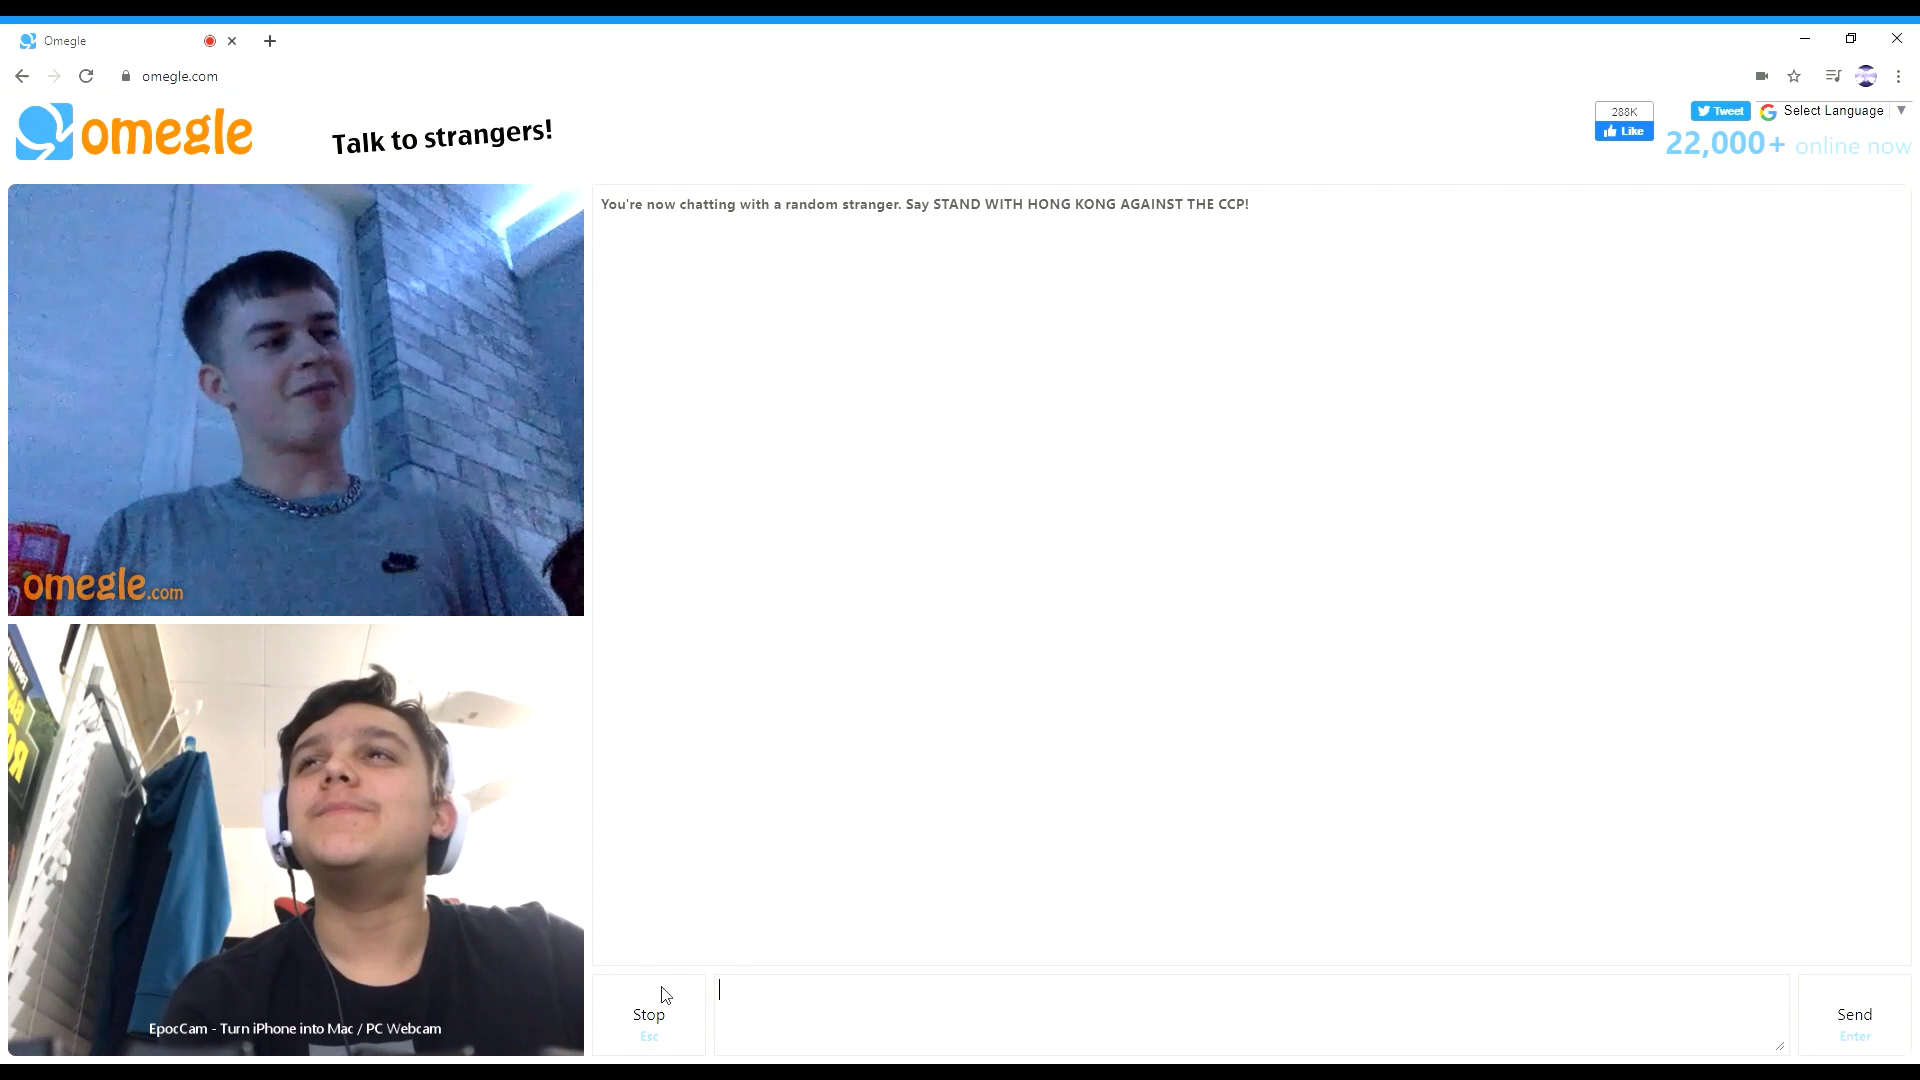 Omegle
omegle.com
omegle
Talk to strangers!
288K
Like
Tweet
Select Language
22,000+ online now
You're now chatting with a random stranger. Say STAND WITH HONG KONG AGAINST THE CCP!
omegle.com
EpocCam - Turn iPhone into Mac / PC Webcam
Stop
Esc
Send
Enter